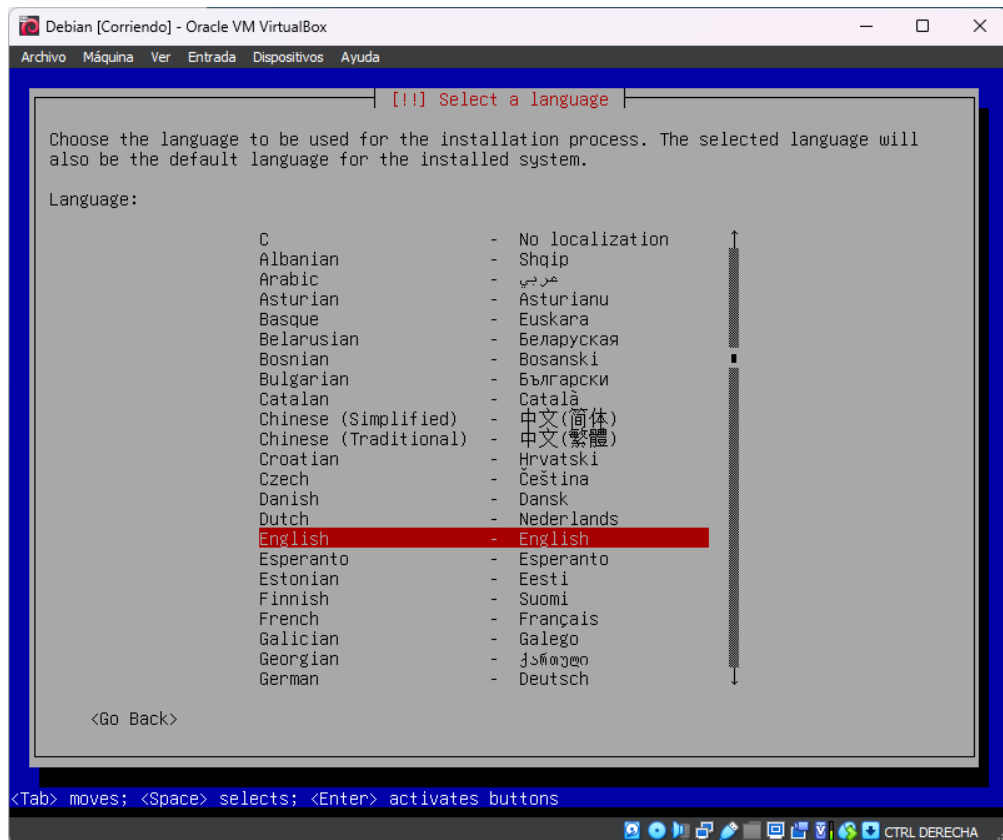 Debian [Corriendo] - Oracle VM VirtualBox
Archivo Máquina Ver Entrada Dispositivos Ayuda
[!!] Select a language
Choose the language to be used for the installation process. The selected language will
also be the default language for the installed system.
Language:
C - No localization
Albanian - Shqip
Arabic - عربي
Asturian - Asturianu
Basque - Euskara
Belarusian - Беларуская
Bosnian - Bosanski
Bulgarian - Български
Catalan - Català
Chinese (Simplified) - 中文(简体)
Chinese (Traditional) - 中文(繁體)
Croatian - Hrvatski
Czech - Čeština
Danish - Dansk
Dutch - Nederlands
English - English
Esperanto - Esperanto
Estonian - Eesti
Finnish - Suomi
French - Français
Galician - Galego
Georgian - ქართული
German - Deutsch
<Go Back>
<Tab> moves; <Space> selects; <Enter> activates buttons
CTRL DERECHA